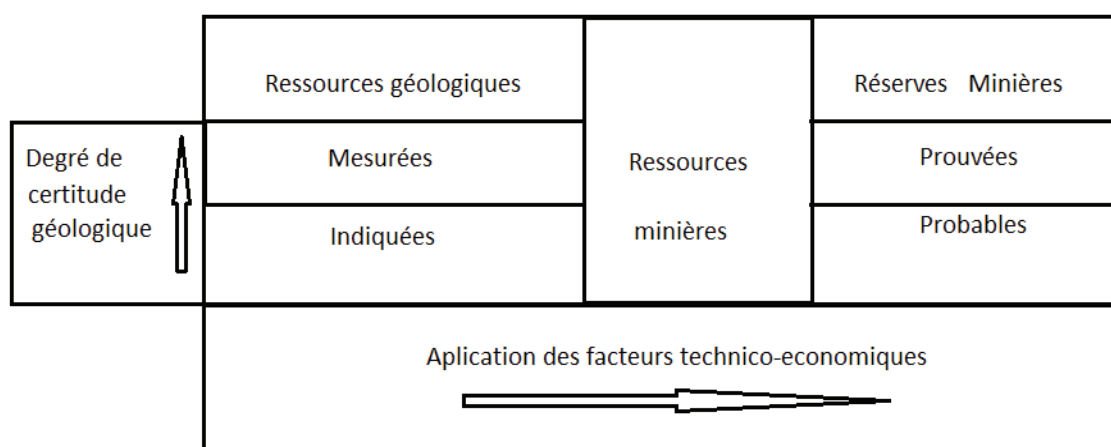 Ressources géologiques
Réserves Minières
Degré de
certitude
géologique
Mesurées
Ressources
minières
Prouvées
Indiquées
Probables
Aplication des facteurs technico-economiques